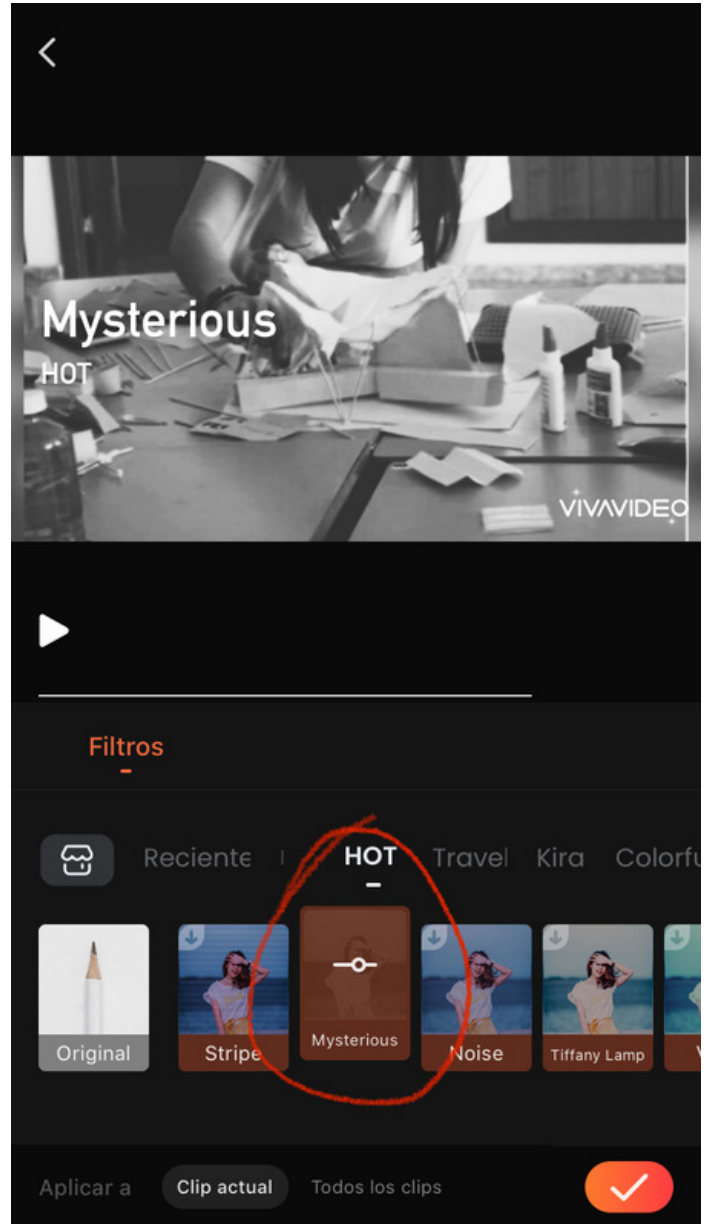 Mysterious
HOT
VIVAVIDEO
Filtros
Reciente HOT Travel Kira Colorfu
Original Stripe Mysterious Noise Tiffany Lamp V
Aplicar a Clip actual Todos los clips